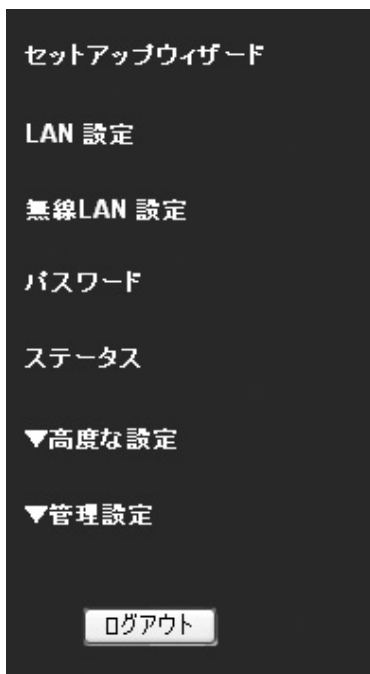 セットアップウィザード
LAN 設定
無線LAN 設定
パスワード
ステータス
▼高度な設定
▼管理設定
ログアウト